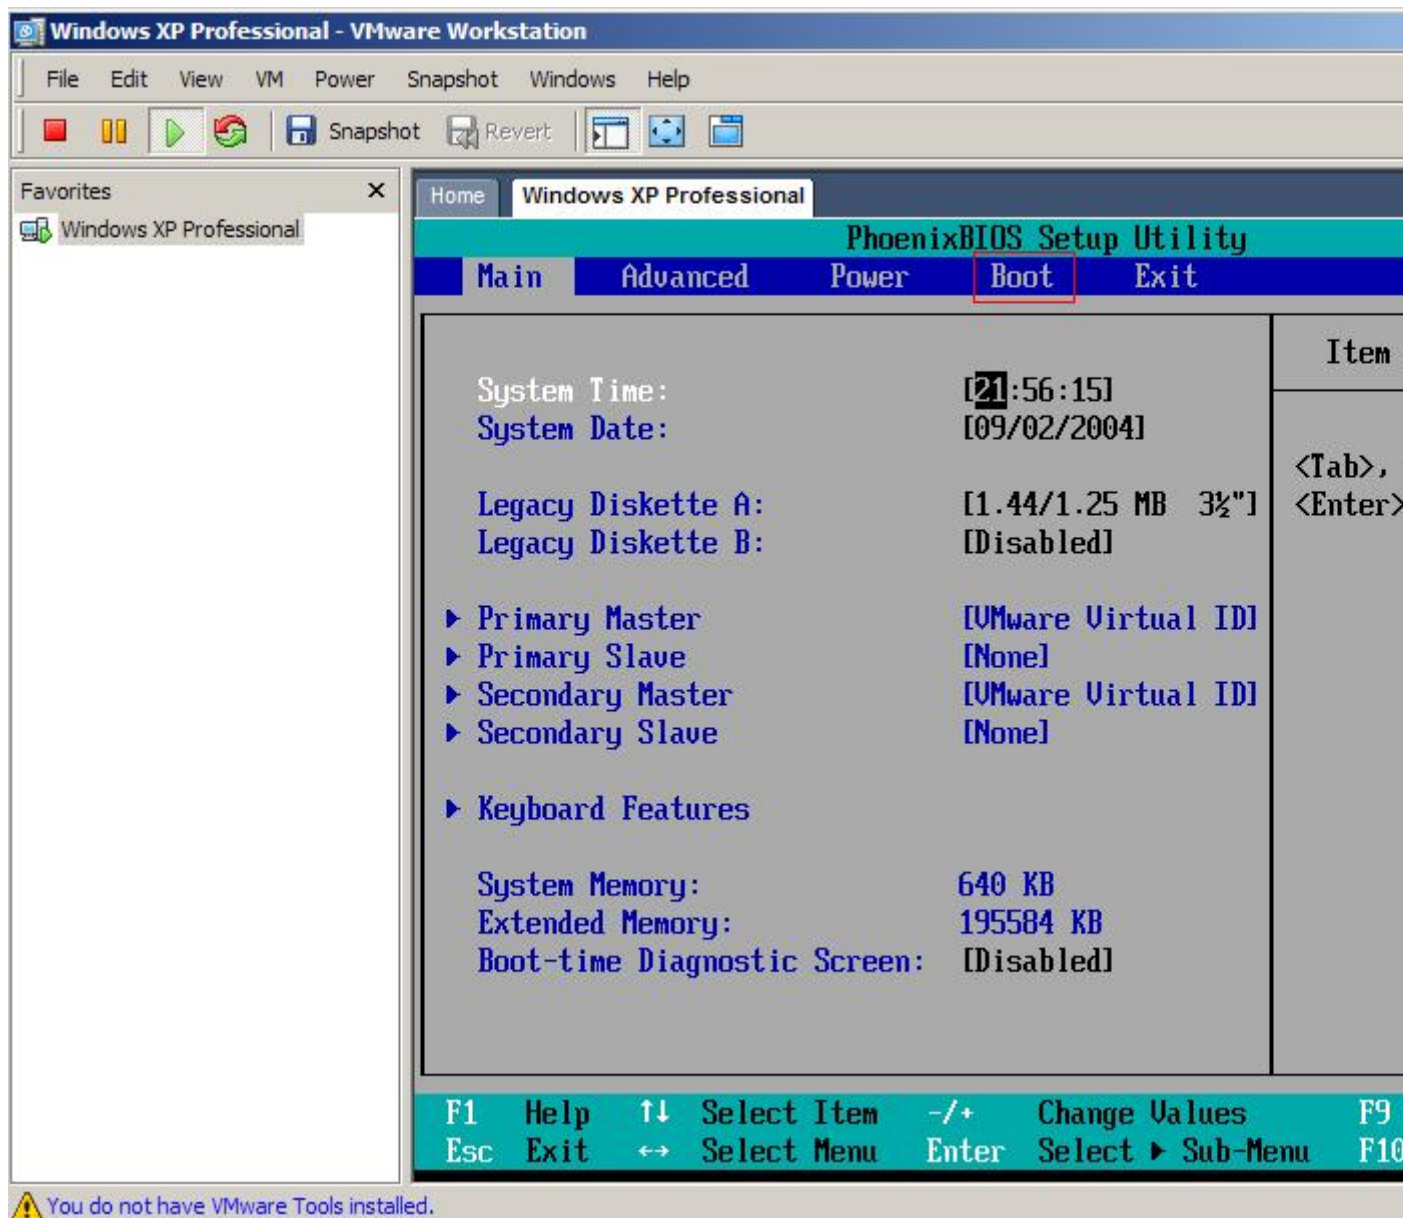 Windows XP Professional - VMware Workstation
File Edit View VM Power Snapshot Windows Help
Snapshot Revert
Favorites
Windows XP Professional
Home Windows XP Professional
PhoenixBIOS Setup Utility
Main Advanced Power Boot Exit
Item
System Time: [21:56:15]
System Date: [09/02/2004]
<Tab>,
Legacy Diskette A: [1.44/1.25 MB 3½"]
<Enter>
Legacy Diskette B: [Disabled]
Primary Master [VMware Virtual ID]
Primary Slave [None]
Secondary Master [VMware Virtual ID]
Secondary Slave [None]
Keyboard Features
System Memory: 640 KB
Extended Memory: 195584 KB
Boot-time Diagnostic Screen: [Disabled]
F1 Help ↑↓ Select Item -/+ Change Values F9
Esc Exit ↔ Select Menu Enter Select ▶ Sub-Menu F10
You do not have VMware Tools installed.